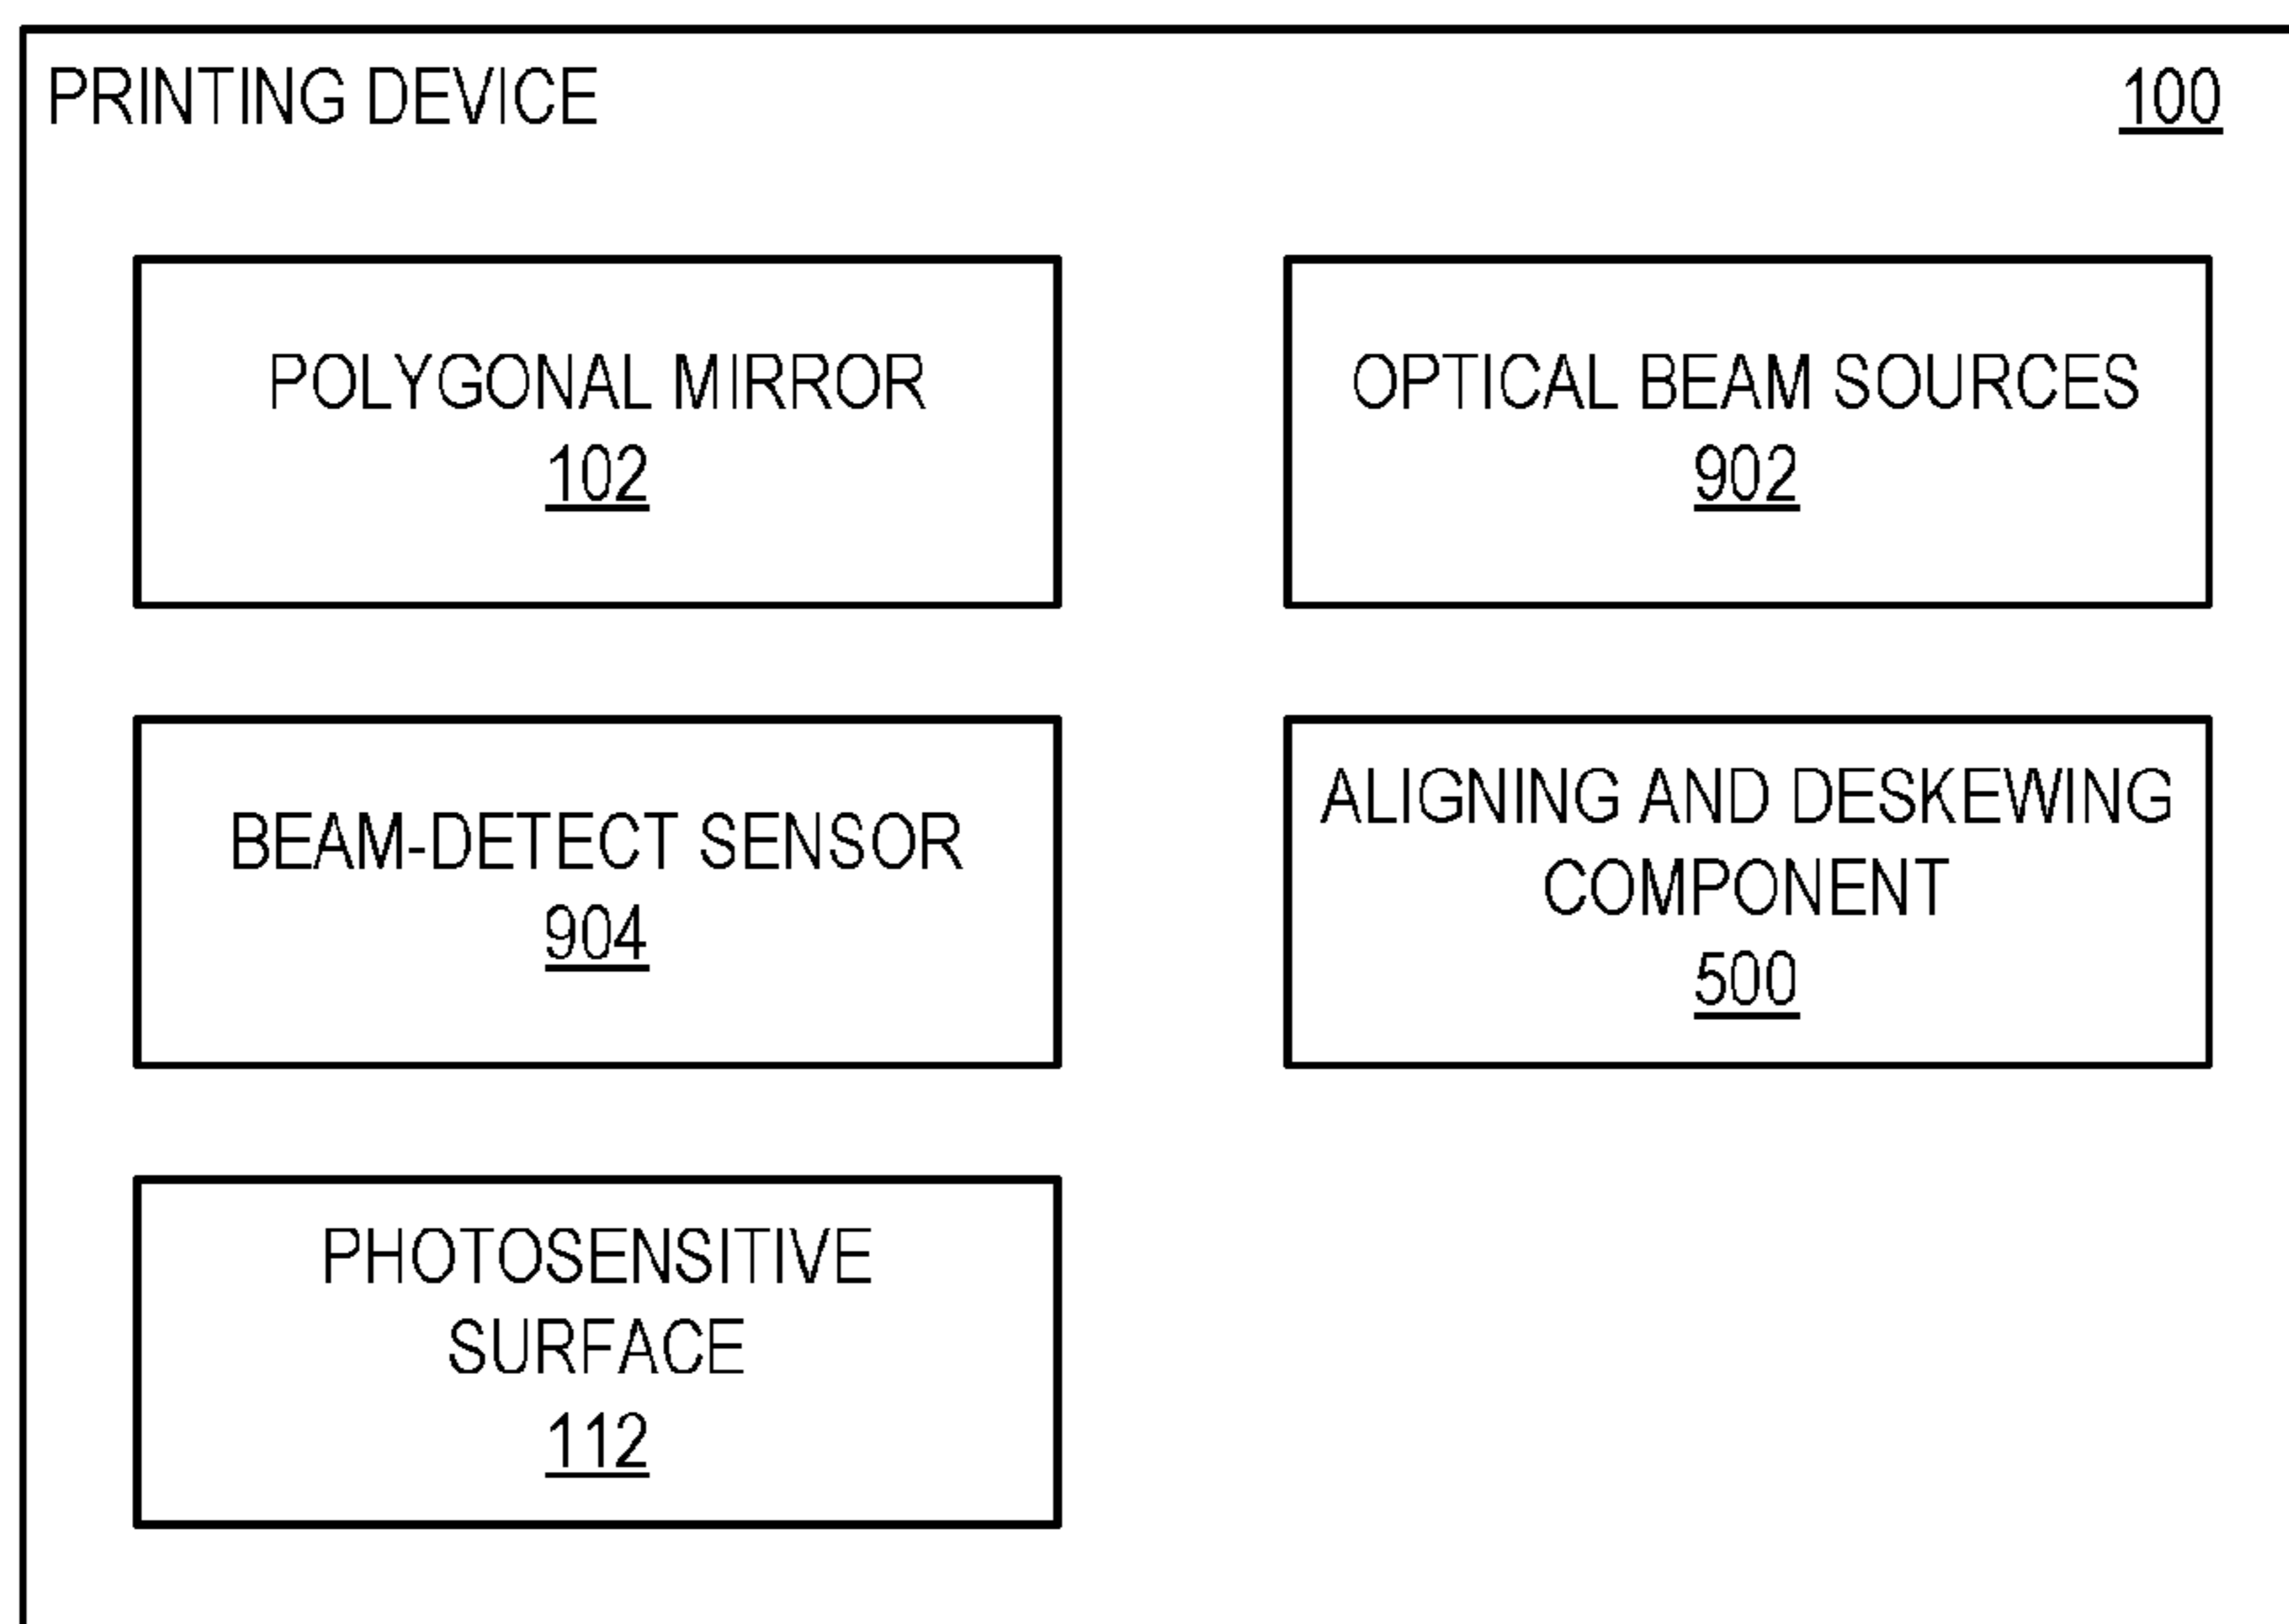 PRINTING DEVICE 100
POLYGONAL MIRROR
102
OPTICAL BEAM SOURCES
902
BEAM-DETECT SENSOR
904
ALIGNING AND DESKEWING
COMPONENT
500
PHOTOSENSITIVE
SURFACE
112